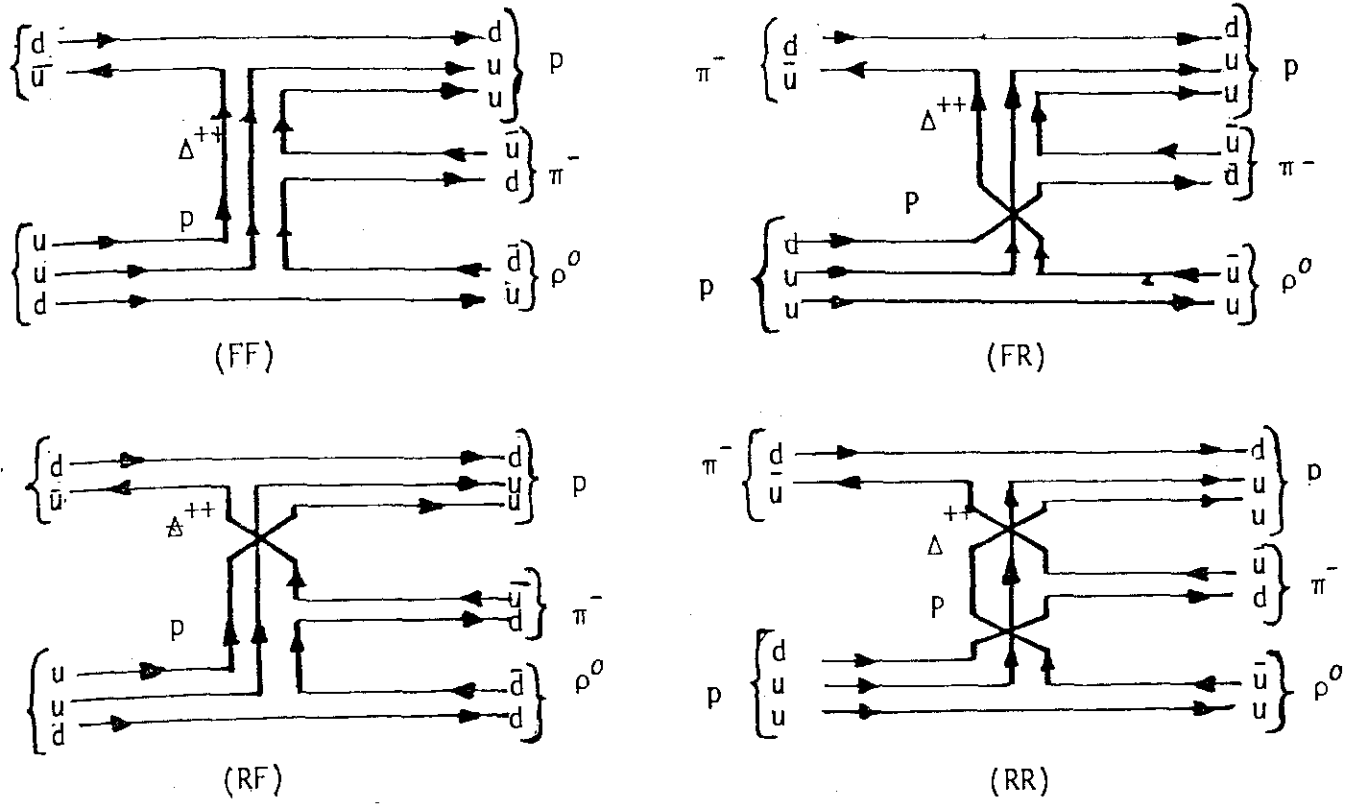 d
ū
d
u
u
p
Δ⁺⁺
ū
d
π⁻
p
u
u
d
d̄
u
ρ⁰
(FF)
π⁻
d
ū
d
u
u
p
Δ⁺⁺
ū
d
π⁻
P
p
d
u
u
ū
u
ρ⁰
(FR)
d
ū
d
u
u
p
Δ⁺⁺
ū
d
π⁻
p
u
u
d
d̄
d
ρ⁰
(RF)
π⁻
d
ū
d
u
u
p
Δ⁺⁺
ū
d
π⁻
P
p
d
u
u
ū
u
ρ⁰
(RR)